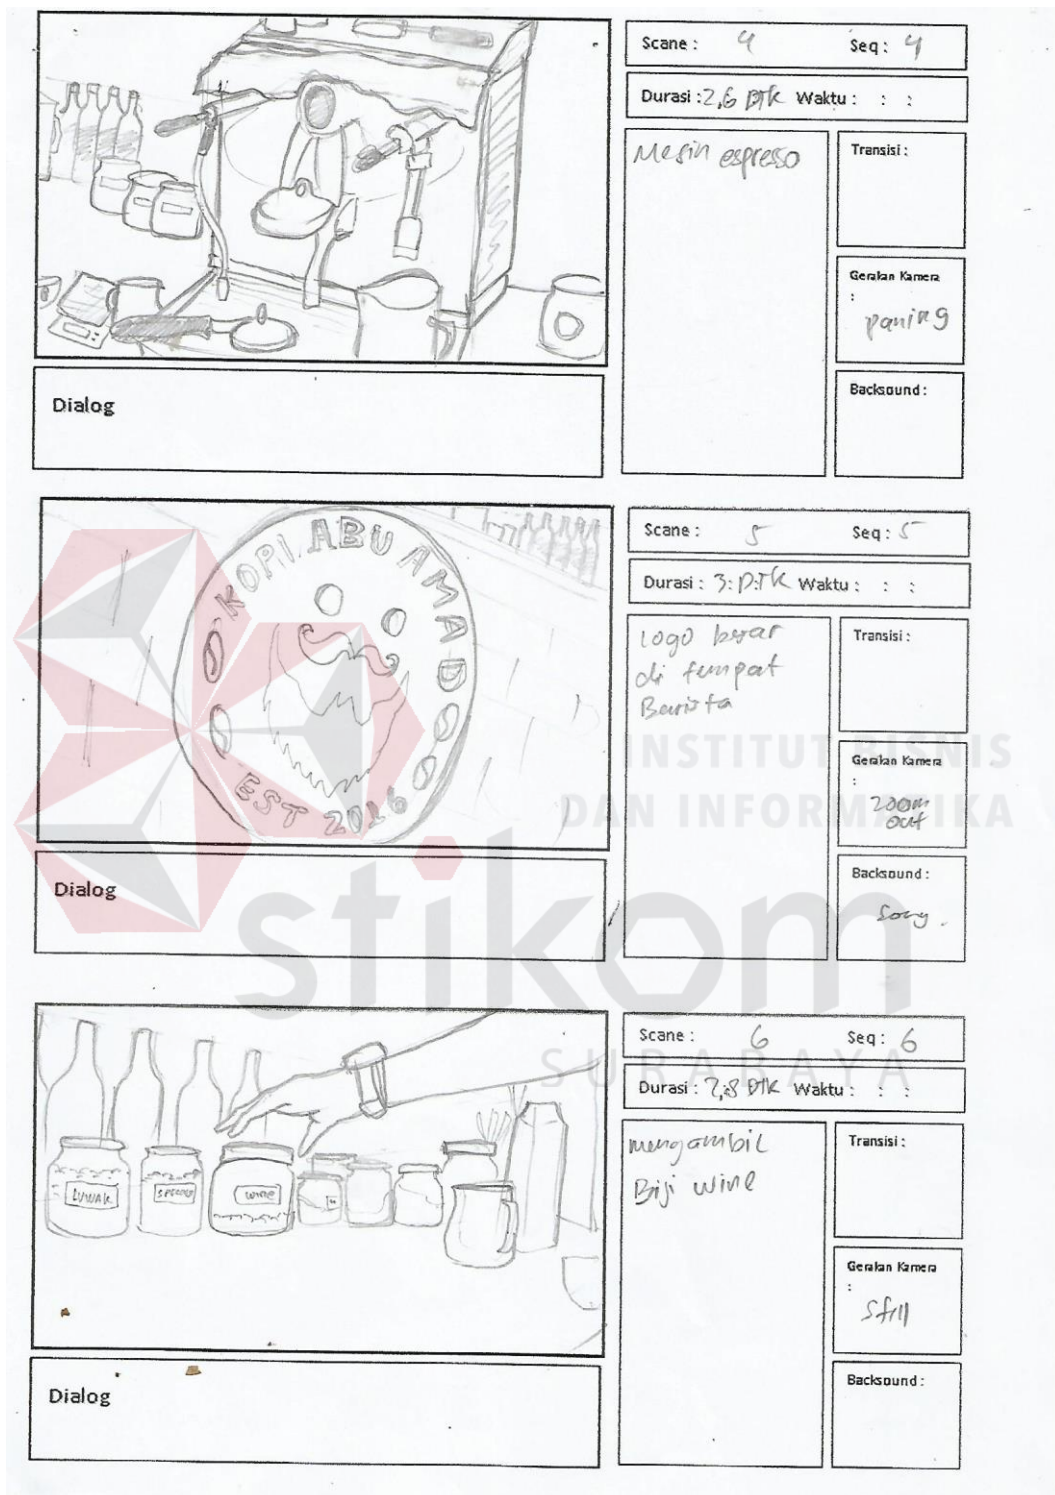 Scane : 4 Seq : 4
Durasi : 2,6 DTK Waktu : : :
Mesin espresso
Transisi :
Gerakan Kamera
:
paning
Backsound :
Dialog
KOPI ABU AMAD
EST 2016
Scane : 5 Seq : 5
Durasi : 3 : DTK Waktu : : :
Logo besar
di tempat
Barista
Transisi :
Gerakan Kamera
:
zoom
out
Backsound :
Song.
Dialog
INSTITUT BISNIS
DAN INFORMATIKA
stikom
SURABAYA
LUWAK
WINE
Scane : 6 Seq : 6
Durasi : 2,8 DTK Waktu : : :
mengambil
Biji wine
Transisi :
Gerakan Kamera
:
Still
Backsound :
Dialog